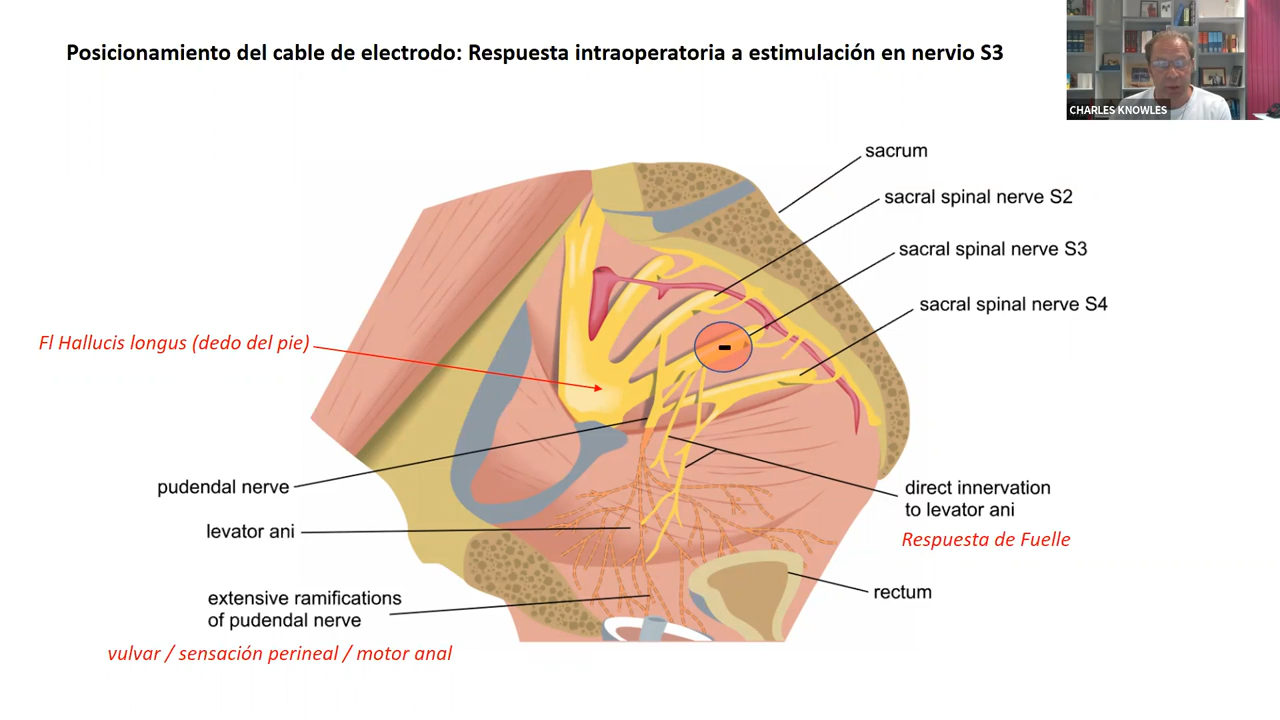 Posicionamiento del cable de electrodo: Respuesta intraoperatoria a estimulación en nervio S3
CHARLES KNOWLES
sacrum
sacral spinal nerve S2
sacral spinal nerve S3
sacral spinal nerve S4
Fl Hallucis longus (dedo del pie)
-
pudendal nerve
levator ani
direct innervation
to levator ani
Respuesta de Fuelle
rectum
extensive ramifications
of pudendal nerve
vulvar / sensación perineal / motor anal